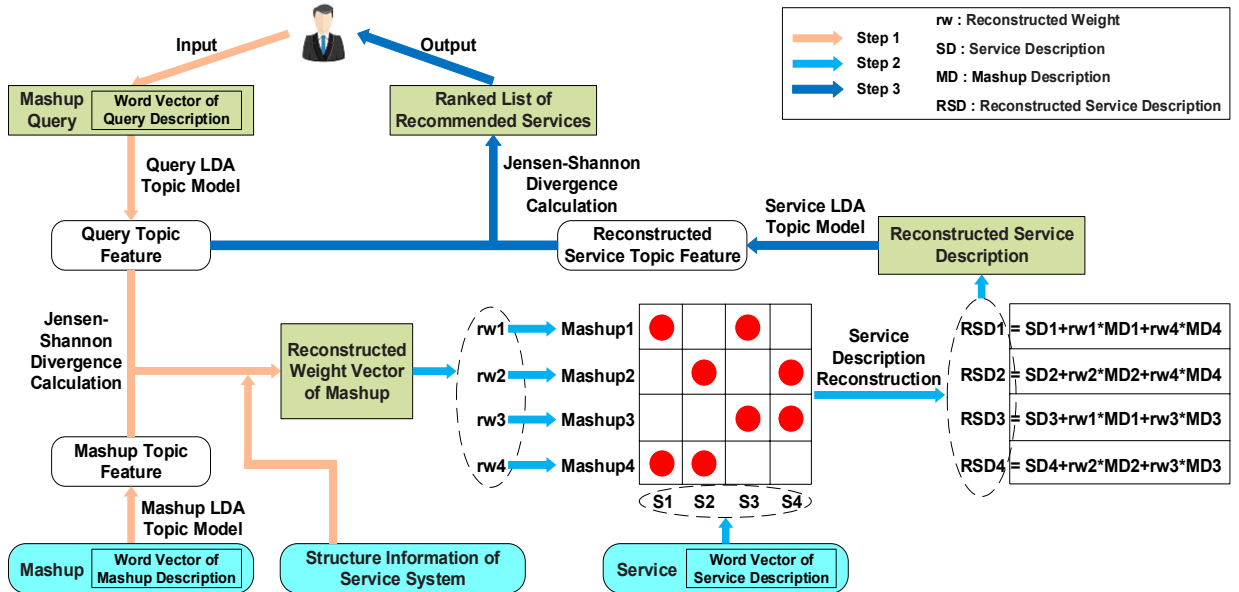 Input
Output
Step 1
Step 2
Step 3
rw : Reconstructed Weight
SD : Service Description
MD : Mashup Description
RSD : Reconstructed Service Description
Mashup
Query
Word Vector of
Query Description
Ranked List of
Recommended Services
Query LDA
Topic Model
Jensen-Shannon
Divergence
Calculation
Service LDA
Topic Model
Query Topic
Feature
Reconstructed
Service Topic Feature
Reconstructed Service
Description
Jensen-
Shannon
Divergence
Calculation
Reconstructed
Weight Vector
of Mashup
rw1
Mashup1
rw2
Mashup2
rw3
Mashup3
rw4
Mashup4
S1 S2 S3 S4
Service
Description
Reconstruction
RSD1 = SD1+rw1*MD1+rw4*MD4
RSD2 = SD2+rw2*MD2+rw4*MD4
RSD3 = SD3+rw1*MD1+rw3*MD3
RSD4 = SD4+rw2*MD2+rw3*MD3
Mashup Topic
Feature
Mashup LDA
Topic Model
Mashup
Word Vector of
Mashup Description
Structure Information of
Service System
Service
Word Vector of
Service Description